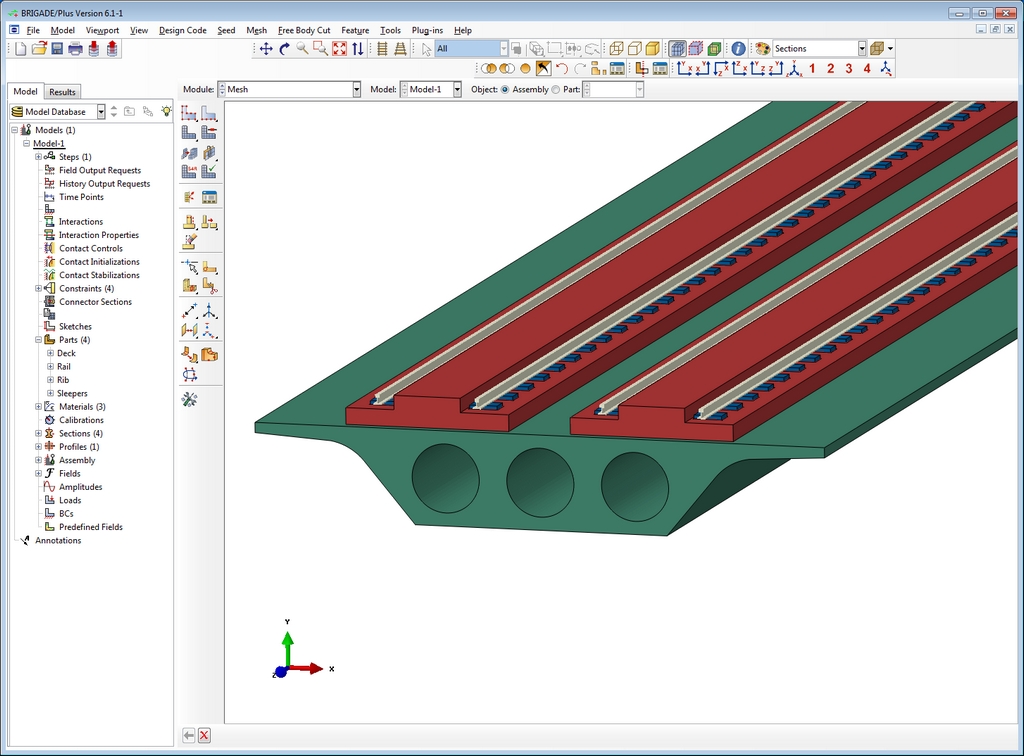 BRIGADE/Plus Version 6.1-1
File Model Viewport View Design Code Seed Mesh Free Body Cut Feature Tools Plug-ins Help
All Sections
1 2 3 4
Model Results Module: Mesh Model: Model-1 Object: Assembly Part:
Model Database
Models (1)
Model-1
Steps (1)
Field Output Requests
History Output Requests
Time Points
Interactions
Interaction Properties
Contact Controls
Contact Initializations
Contact Stabilizations
Constraints (4)
Connector Sections
Sketches
Parts (4)
Deck
Rail
Rib
Sleepers
Materials (3)
Calibrations
Sections (4)
Profiles (1)
Assembly
Fields
Amplitudes
Loads
BCs
Predefined Fields
Annotations
Y
X
Z